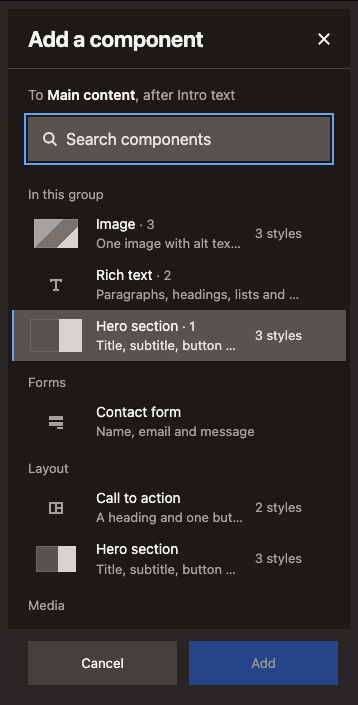 Add a component
To Main content, after Intro text
Search components
In this group
Image · 3
One image with alt tex...
3 styles
Rich text · 2
Paragraphs, headings, lists and ...
Hero section · 1
Title, subtitle, button ...
3 styles
Forms
Contact form
Name, email and message
Layout
Call to action
A heading and one but...
2 styles
Hero section
Title, subtitle, button ...
3 styles
Media
Cancel
Add